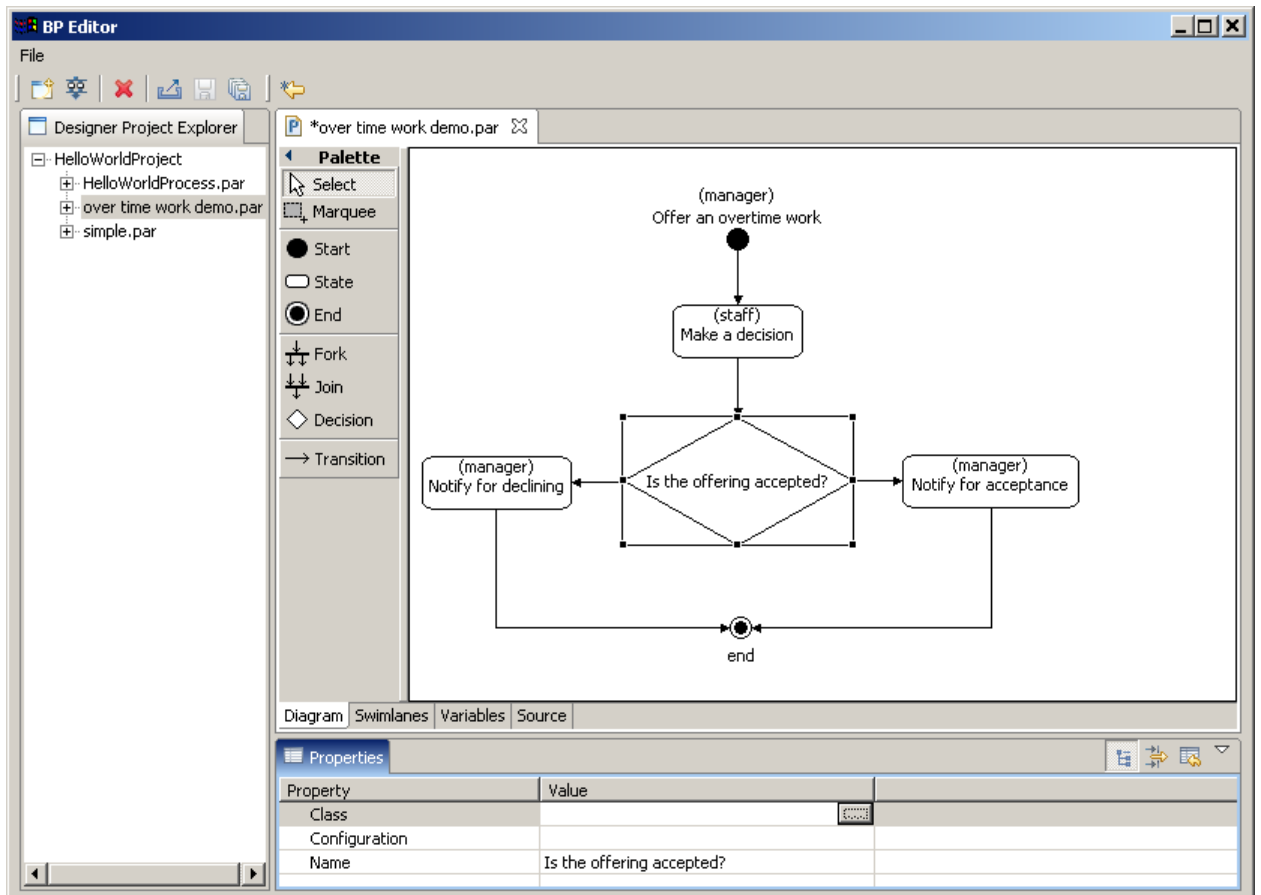 BP Editor
File
Designer Project Explorer
*over time work demo.par
HelloWorldProject
HelloWorldProcess.par
over time work demo.par
simple.par
Palette
Select
Marquee
Start
State
End
Fork
Join
Decision
Transition
(manager)
Offer an overtime work
(staff)
Make a decision
(manager)
Notify for declining
Is the offering accepted?
(manager)
Notify for acceptance
end
Diagram Swimlanes Variables Source
Properties
Property Value
Class
Configuration
Name Is the offering accepted?